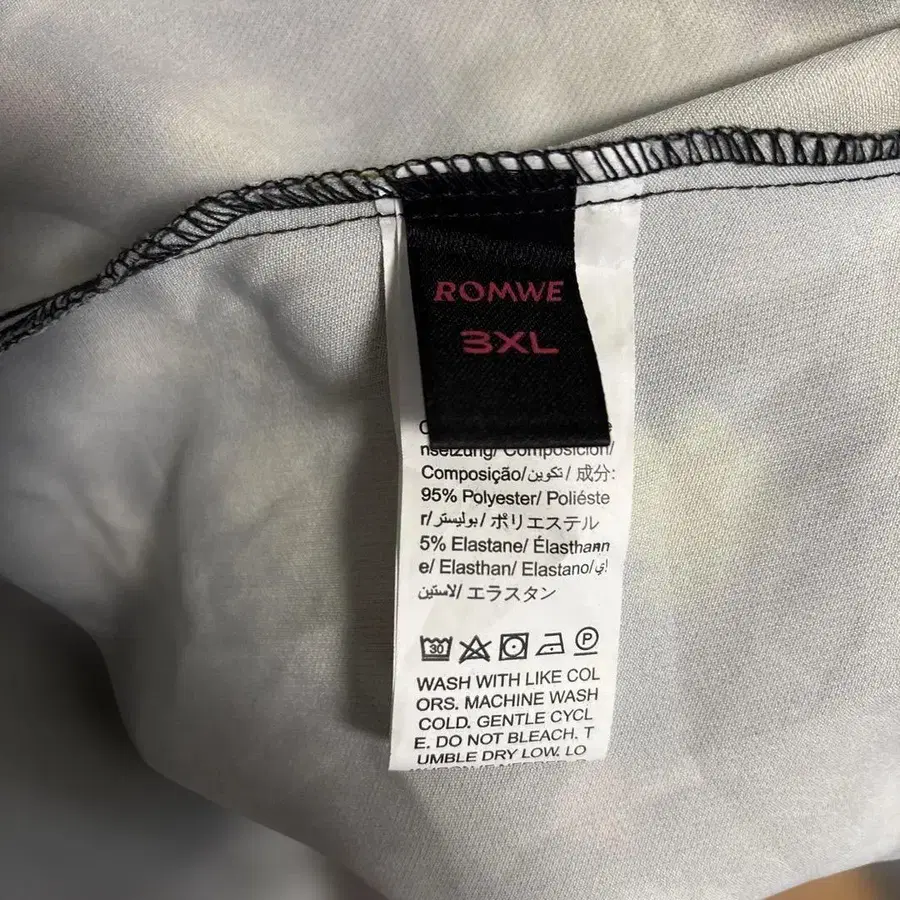 ROMWE
3XL
nsetzung/ Composición/
Composição/تكوين/ 成分:
95% Polyester/ Poliéste
r/بوليستر/ ポリエステル
5% Elastane/ Élasthann
e/ Elasthan/ Elastano/إي
لاستين/ エラスタン
30 P
WASH WITH LIKE COL
ORS. MACHINE WASH
COLD. GENTLE CYCL
E. DO NOT BLEACH. T
UMBLE DRY LOW. LO